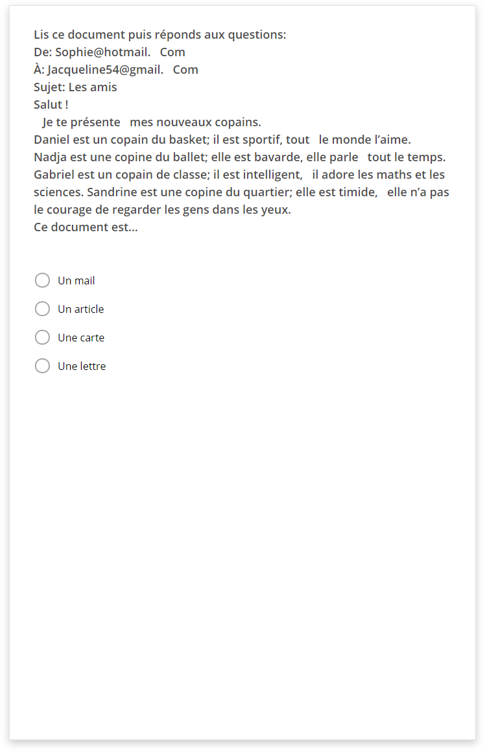 Lis ce document puis réponds aux questions:
De: Sophie@hotmail.   Com
À: Jacqueline54@gmail.   Com
Sujet: Les amis
Salut !
Je te présente   mes nouveaux copains.
Daniel est un copain du basket; il est sportif, tout   le monde l’aime.
Nadja est une copine du ballet; elle est bavarde, elle parle   tout le temps.
Gabriel est un copain de classe; il est intelligent,   il adore les maths et les
sciences. Sandrine est une copine du quartier; elle est timide,   elle n’a pas
le courage de regarder les gens dans les yeux.
Ce document est...
Un mail
Un article
Une carte
Une lettre